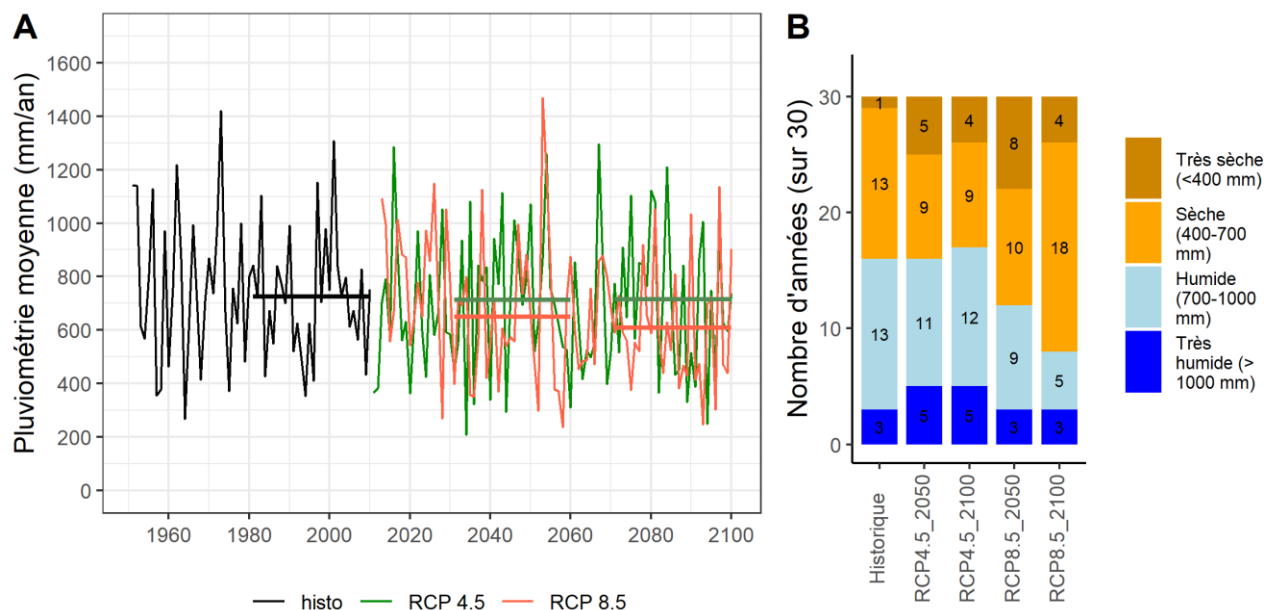 A
Pluviométrie moyenne (mm/an)
1600
1400
1200
1000
800
600
400
200
0
1960
1980
2000
2020
2040
2060
2080
2100
histo
RCP 4.5
RCP 8.5
B
Nombre d'années (sur 30)
30
20
10
0
1
13
13
3
5
9
11
5
4
9
12
5
8
10
9
3
4
18
5
3
Historique
RCP4.5_2050
RCP4.5_2100
RCP8.5_2050
RCP8.5_2100
Très sèche
(<400 mm)
Sèche
(400-700
mm)
Humide
(700-1000
mm)
Très
humide (>
1000 mm)